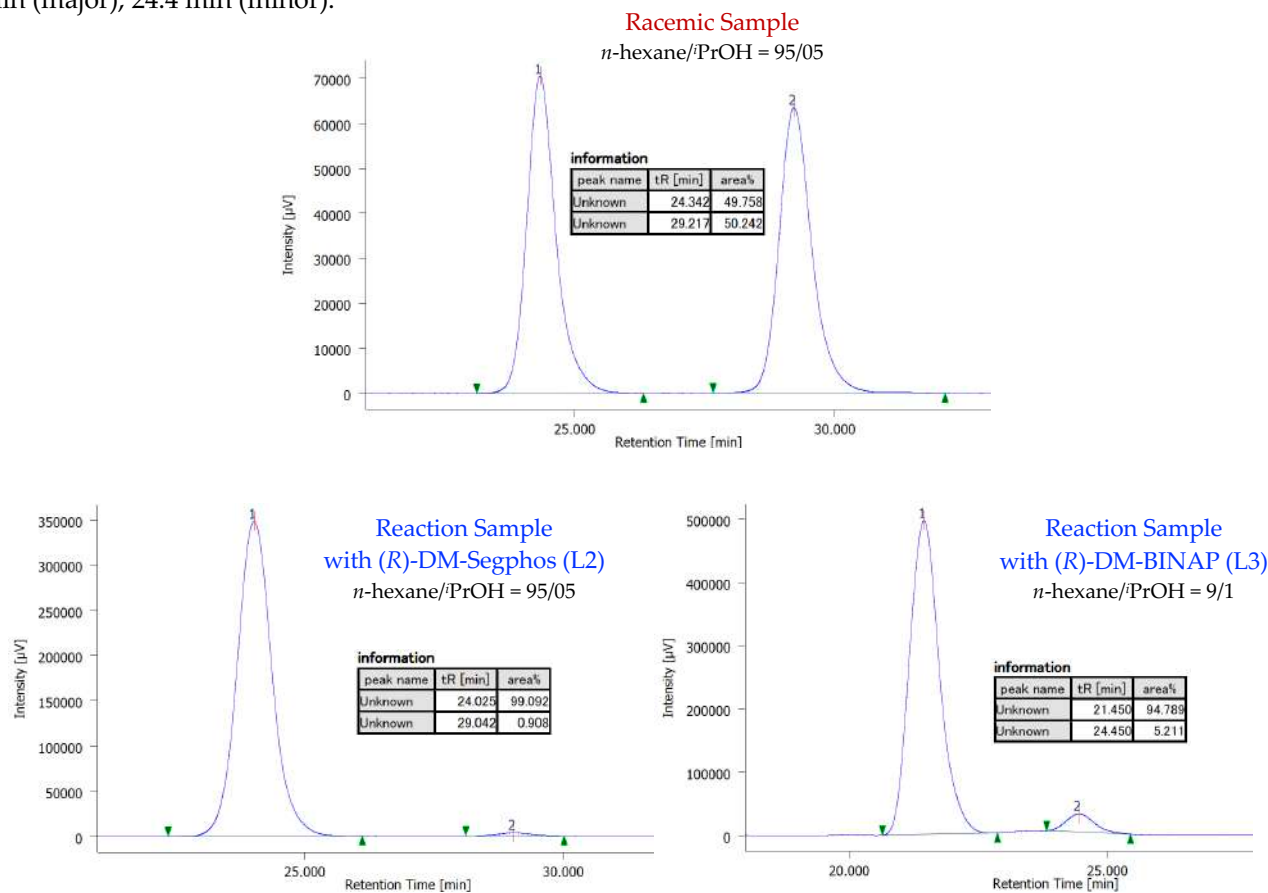 in (major), 24.4 min (minor).
Racemic Sample
n-hexane/iPrOH = 95/05
1
2
70000
60000
50000
40000
30000
20000
10000
0
Intensity [µV]
information
peak name tR [min] area%
Unknown 24.342 49.758
Unknown 29.217 50.242
25.000 30.000
Retention Time [min]
Reaction Sample
with (R)-DM-Segphos (L2)
n-hexane/iPrOH = 95/05
1
2
350000
300000
250000
200000
150000
100000
50000
0
Intensity [µV]
information
peak name tR [min] area%
Unknown 24.025 99.092
Unknown 29.042 0.908
25.000 30.000
Retention Time [min]
Reaction Sample
with (R)-DM-BINAP (L3)
n-hexane/iPrOH = 9/1
1
2
500000
400000
300000
200000
100000
0
Intensity [µV]
information
peak name tR [min] area%
Unknown 21.450 94.789
Unknown 24.450 5.211
20.000 25.000
Retention Time [min]